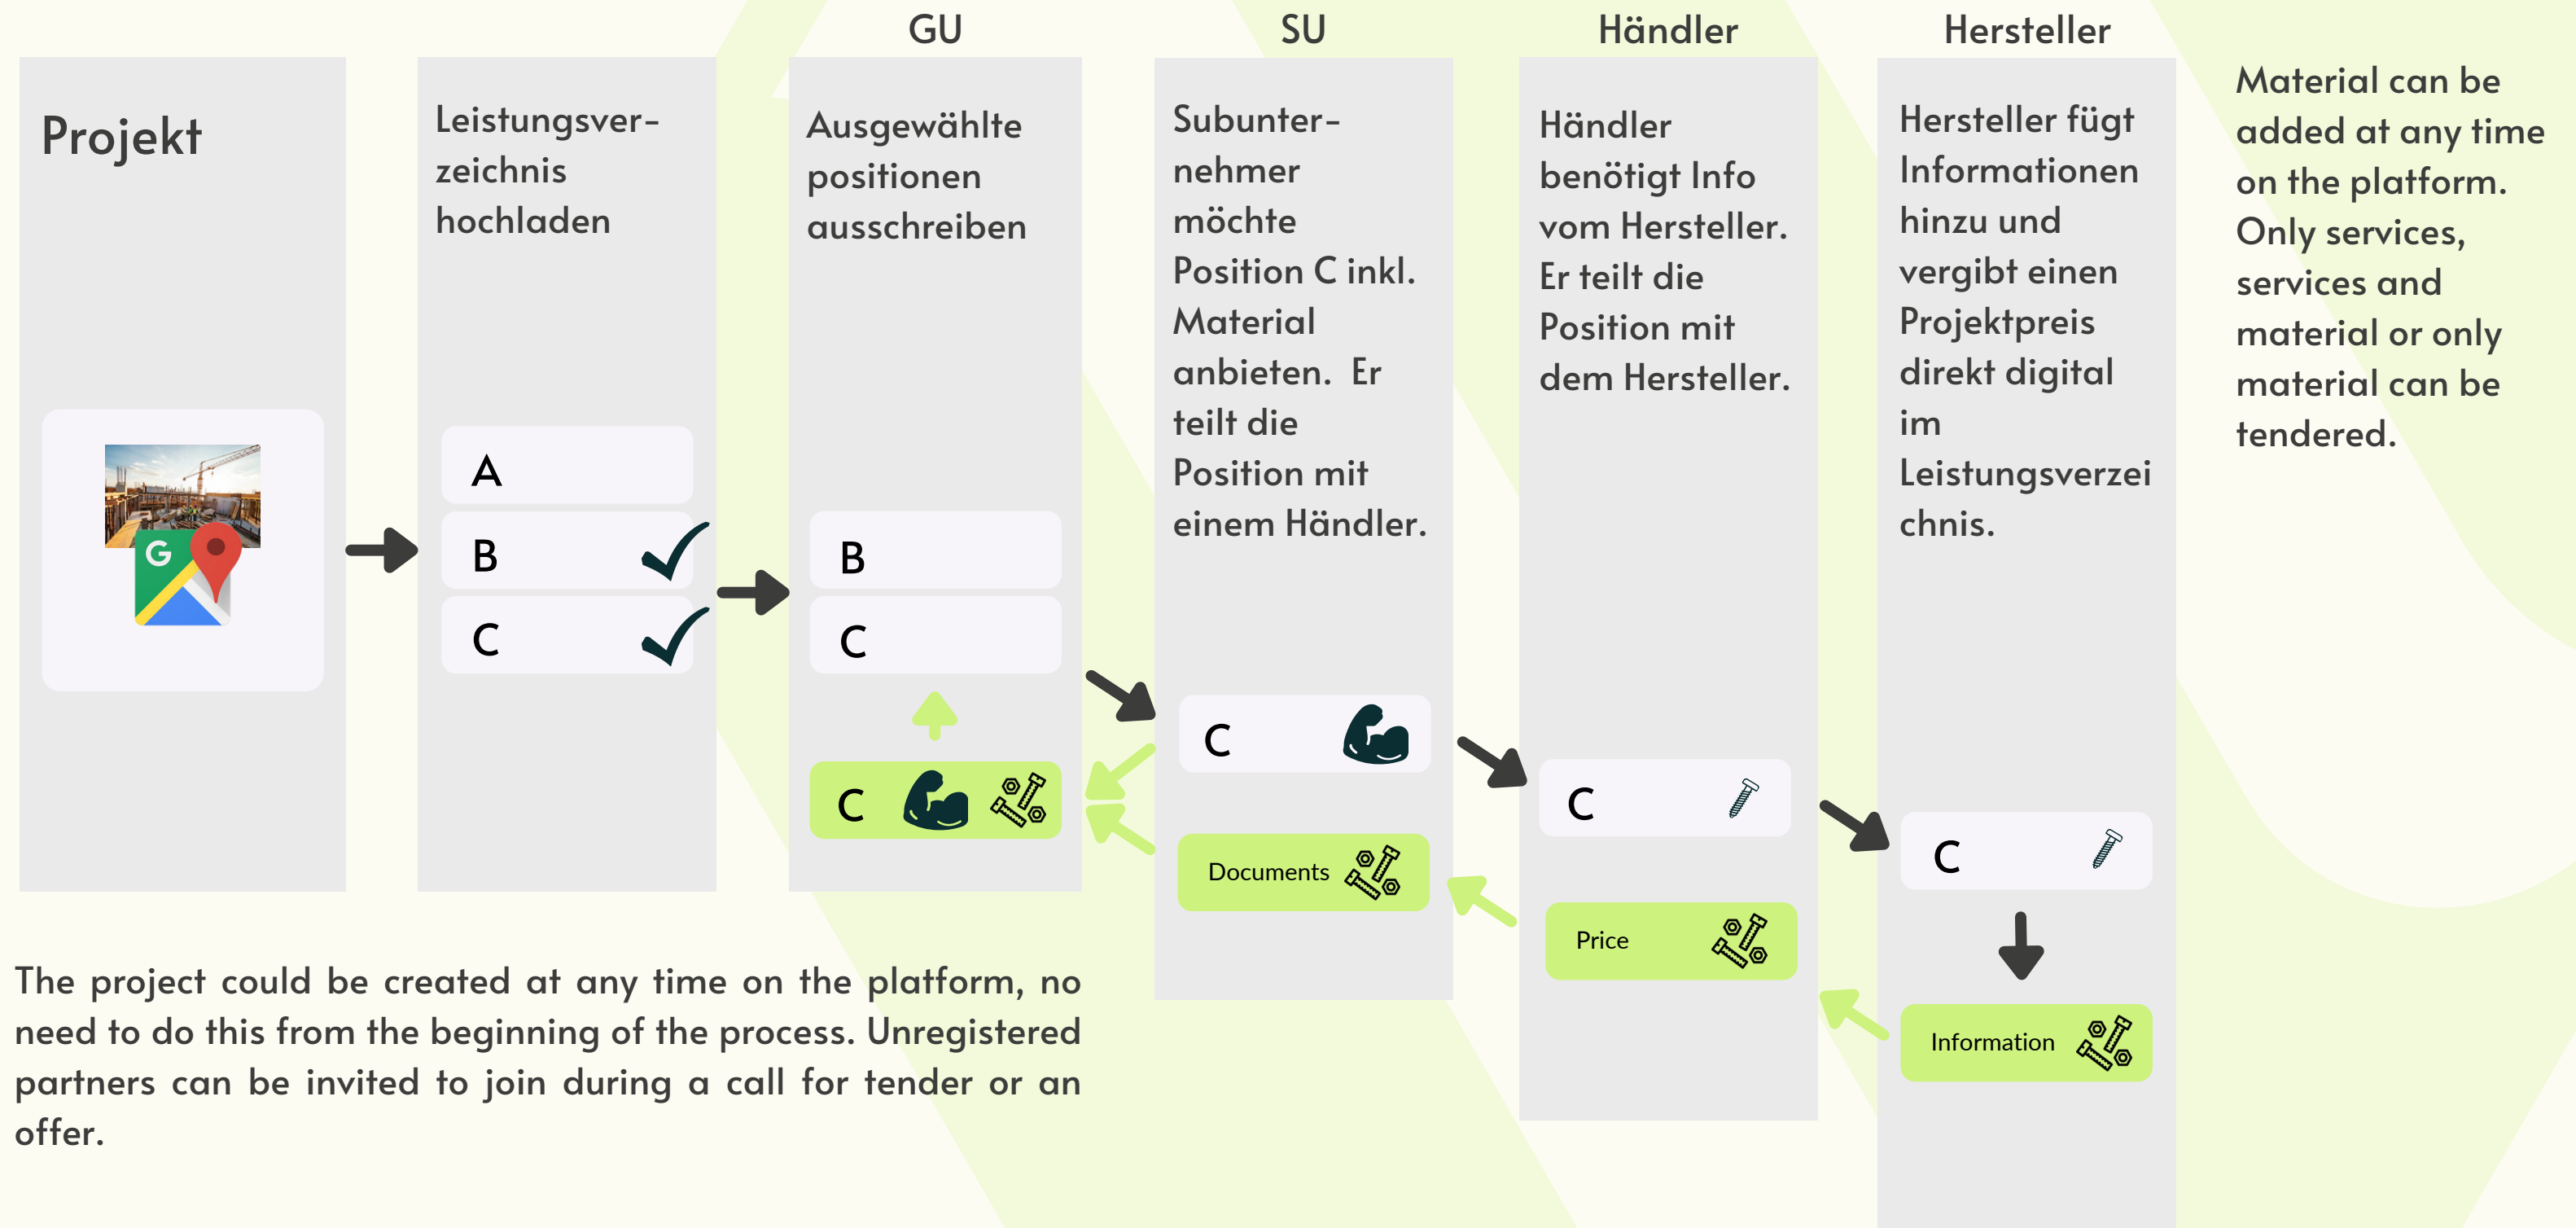 Projekt
Leistungsver-
zeichnis
hochladen
A
B
C
GU
Ausgewählte
positionen
ausschreiben
B
C
C
SU
Subunter-
nehmer
möchte
Position C inkl.
Material
anbieten.  Er
teilt die
Position mit
einem Händler.
C
Documents
Händler
Händler
benötigt Info
vom Hersteller.
Er teilt die
Position mit
dem Hersteller.
C
Price
Hersteller
Hersteller fügt
Informationen
hinzu und
vergibt einen
Projektpreis
direkt digital
im
Leistungsverzei
chnis.
C
Information
Material can be
added at any time
on the platform.
Only services,
services and
material or only
material can be
tendered.
The project could be created at any time on the platform, no
need to do this from the beginning of the process. Unregistered
partners can be invited to join during a call for tender or an
offer.
G